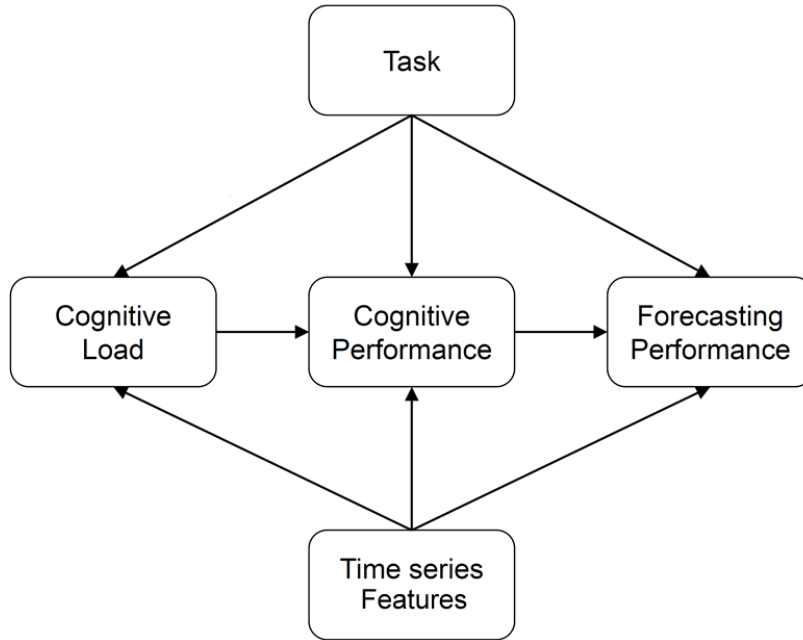 Task
Cognitive
Load
Cognitive
Performance
Forecasting
Performance
Time series
Features